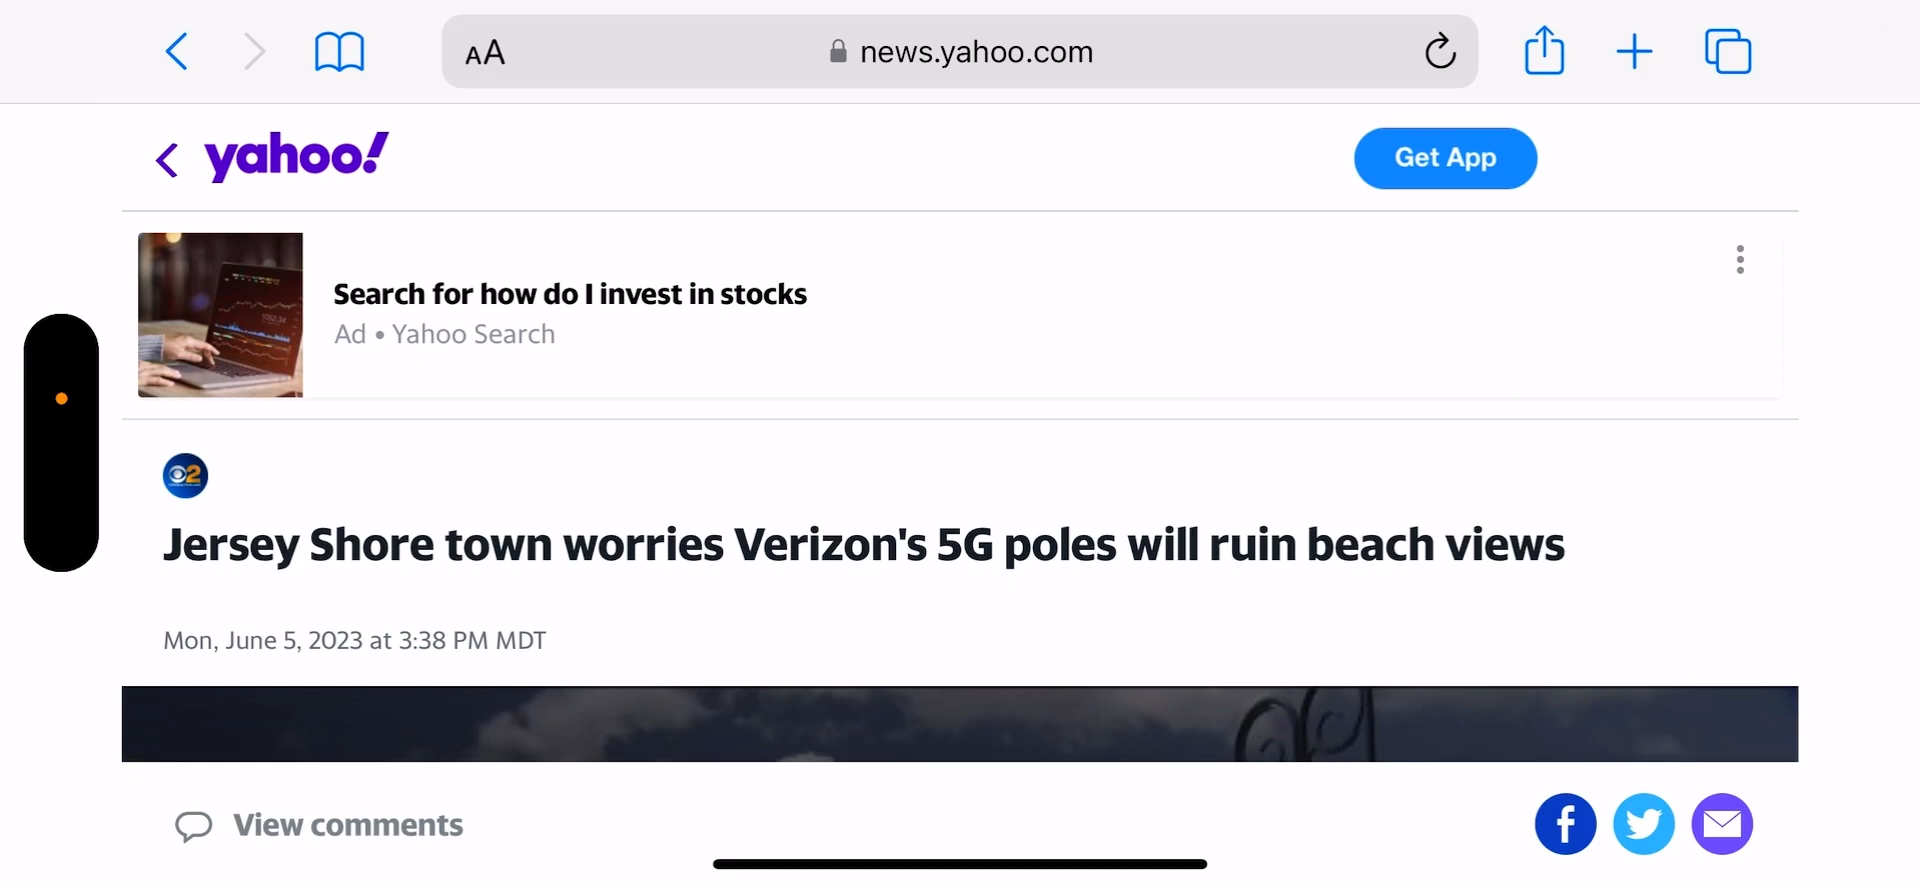 AA
news.yahoo.com
yahoo!
Get App
Search for how do I invest in stocks
Ad • Yahoo Search
2
Jersey Shore town worries Verizon's 5G poles will ruin beach views
Mon, June 5, 2023 at 3:38 PM MDT
View comments